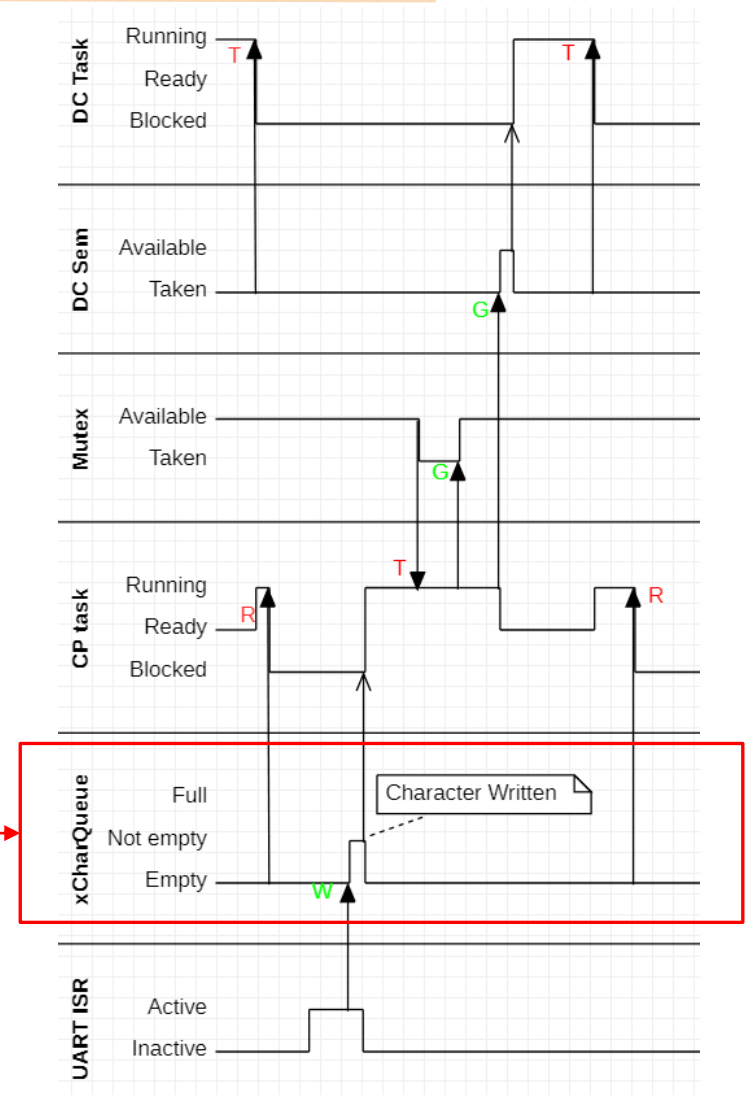 DC Task
Running
Ready
Blocked
T
T
DC Sem
Available
Taken
G
Mutex
Available
Taken
G
CP task
Running
Ready
Blocked
T
R
R
xCharQueue
Full
Not empty
Empty
Character Written
W
UART ISR
Active
Inactive